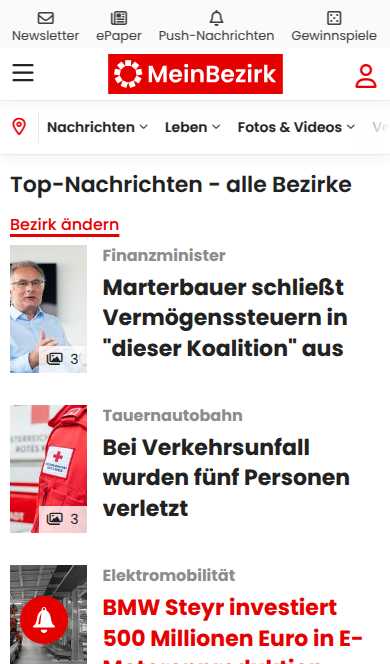 Newsletter ePaper Push-Nachrichten Gewinnspiele
MeinBezirk
Nachrichten Leben Fotos & Videos
Top-Nachrichten - alle Bezirke
Bezirk ändern
Finanzminister
Marterbauer schließt
Vermögenssteuern in
"dieser Koalition" aus
3
Tauernautobahn
Bei Verkehrsunfall
wurden fünf Personen
verletzt
3
Elektromobilität
BMW Steyr investiert
500 Millionen Euro in E-